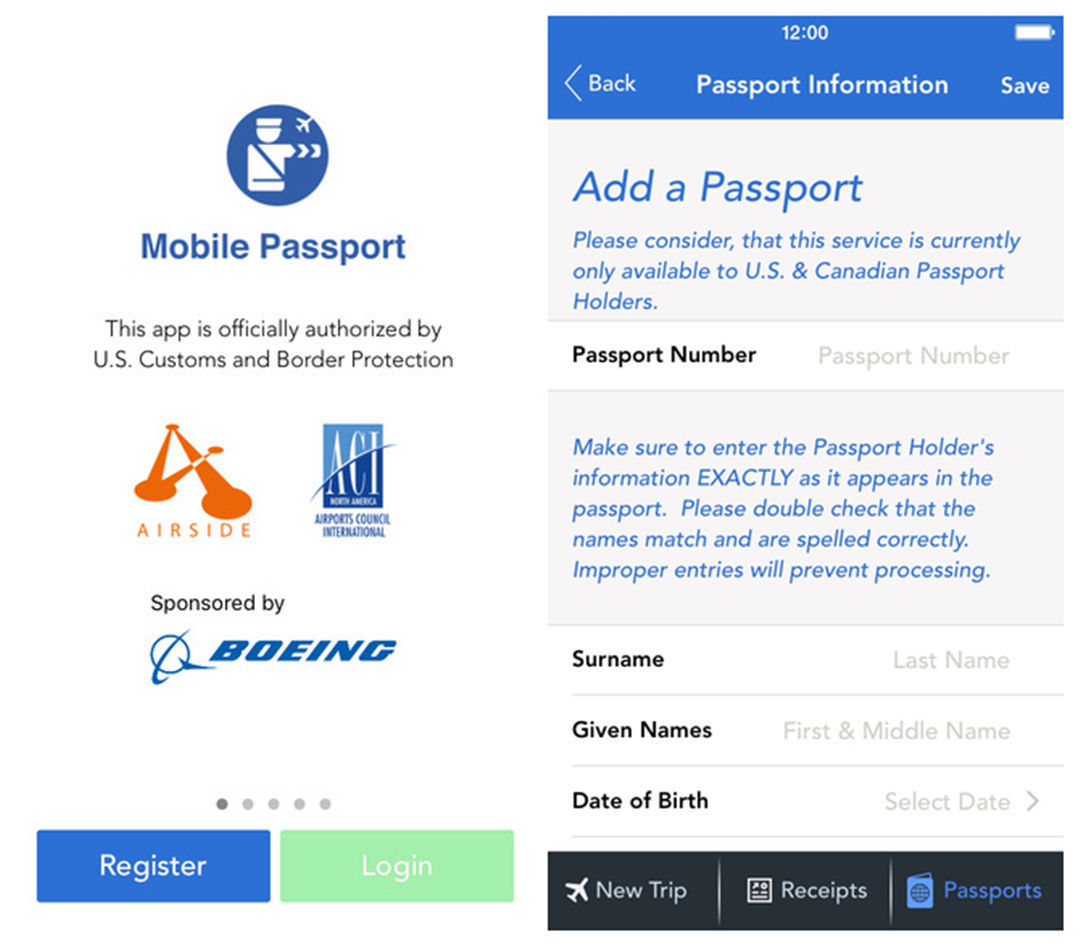 Mobile Passport
This app is officially authorized by
U.S. Customs and Border Protection
AIRSIDE
ACI
NORTH AMERICA
AIRPORTS COUNCIL
INTERNATIONAL
Sponsored by
BOEING
Register
Login
12:00
Back
Passport Information
Save
Add a Passport
Please consider, that this service is currently
only available to U.S. & Canadian Passport
Holders.
Passport Number Passport Number
Make sure to enter the Passport Holder's
information EXACTLY as it appears in the
passport. Please double check that the
names match and are spelled correctly.
Improper entries will prevent processing.
Surname Last Name
Given Names First & Middle Name
Date of Birth Select Date
New Trip
Receipts
Passports